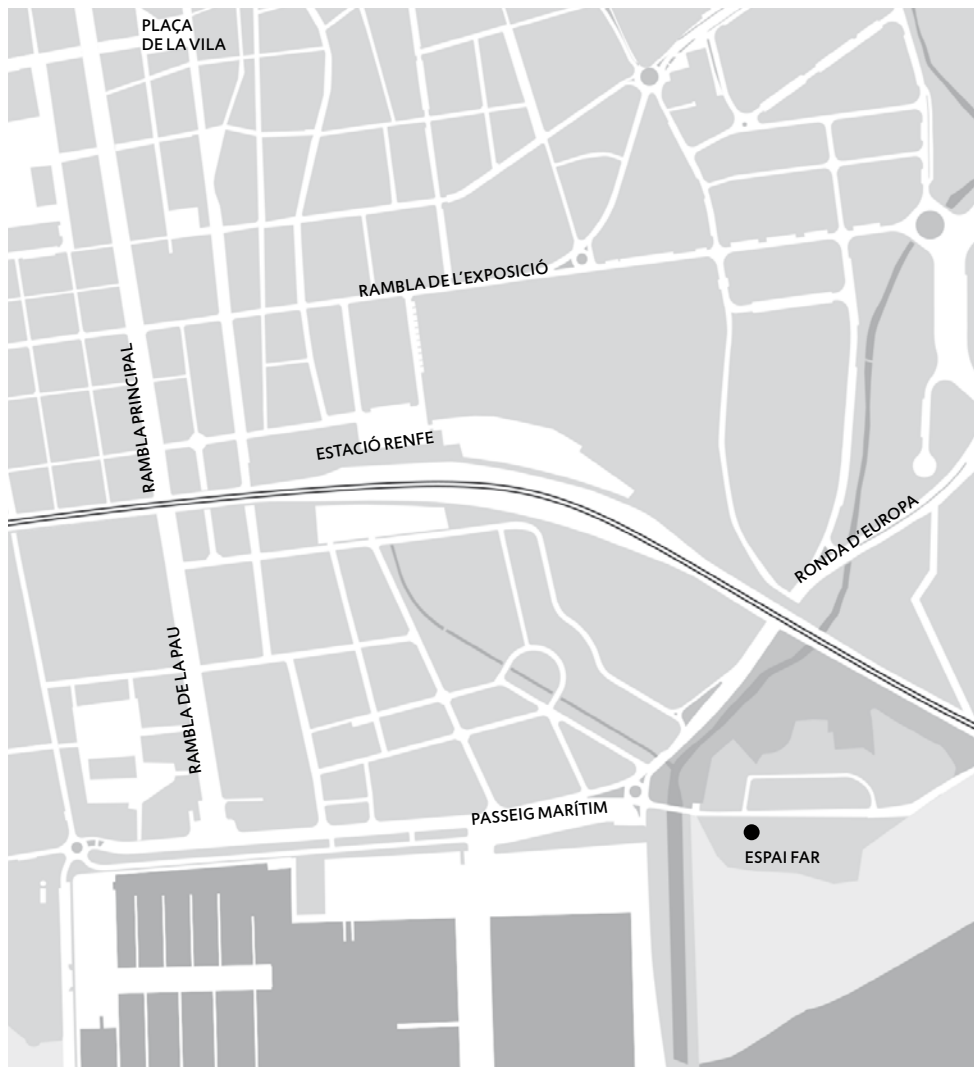 PLAÇA
DE LA VILA
RAMBLA DE L'EXPOSICIÓ
RAMBLA PRINCIPAL
ESTACIÓ RENFE
RONDA D'EUROPA
RAMBLA DE LA PAU
PASSEIG MARÍTIM
ESPAI FAR